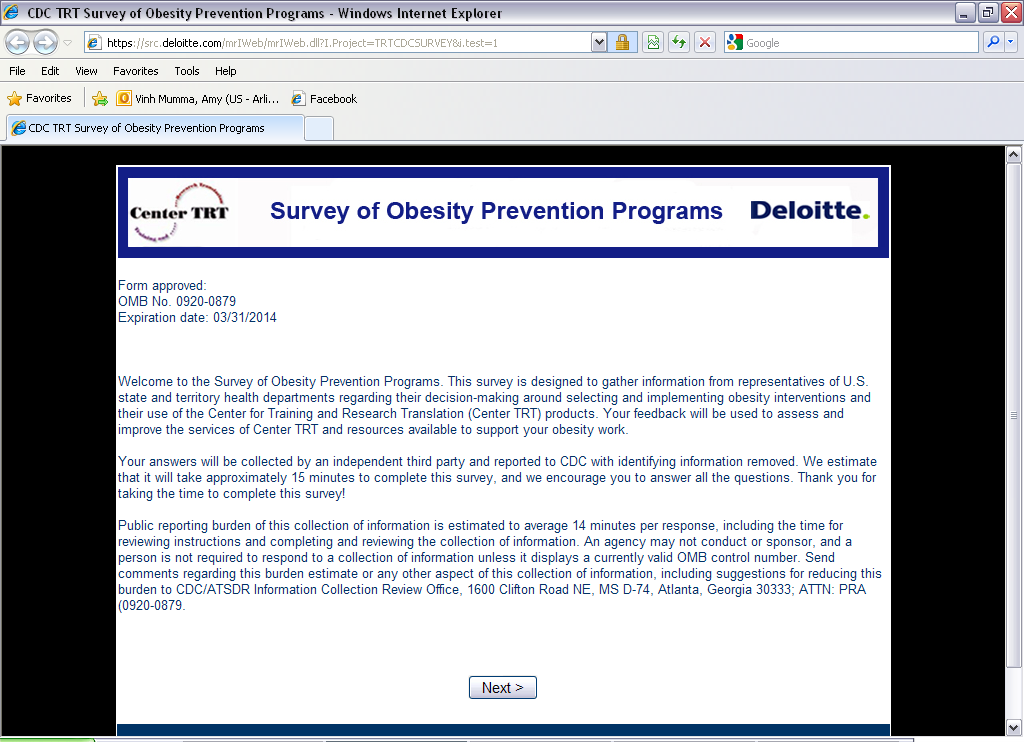 CDC TRT Survey of Obesity Prevention Programs - Windows Internet Explorer
https://src.deloitte.com/mrIWeb/mrIWeb.dll?I.Project=TRTCDCSURVEY&i.test=1
Google
File Edit View Favorites Tools Help
Favorites Vinh Mumma, Amy (US - Arli... Facebook
CDC TRT Survey of Obesity Prevention Programs
Center TRT
Survey of Obesity Prevention Programs
Deloitte.
Form approved:
OMB No. 0920-0879
Expiration date: 03/31/2014
Welcome to the Survey of Obesity Prevention Programs. This survey is designed to gather information from representatives of U.S.
state and territory health departments regarding their decision-making around selecting and implementing obesity interventions and
their use of the Center for Training and Research Translation (Center TRT) products. Your feedback will be used to assess and
improve the services of Center TRT and resources available to support your obesity work.
Your answers will be collected by an independent third party and reported to CDC with identifying information removed. We estimate
that it will take approximately 15 minutes to complete this survey, and we encourage you to answer all the questions. Thank you for
taking the time to complete this survey!
Public reporting burden of this collection of information is estimated to average 14 minutes per response, including the time for
reviewing instructions and completing and reviewing the collection of information. An agency may not conduct or sponsor, and a
person is not required to respond to a collection of information unless it displays a currently valid OMB control number. Send
comments regarding this burden estimate or any other aspect of this collection of information, including suggestions for reducing this
burden to CDC/ATSDR Information Collection Review Office, 1600 Clifton Road NE, MS D-74, Atlanta, Georgia 30333; ATTN: PRA
(0920-0879.
Next >